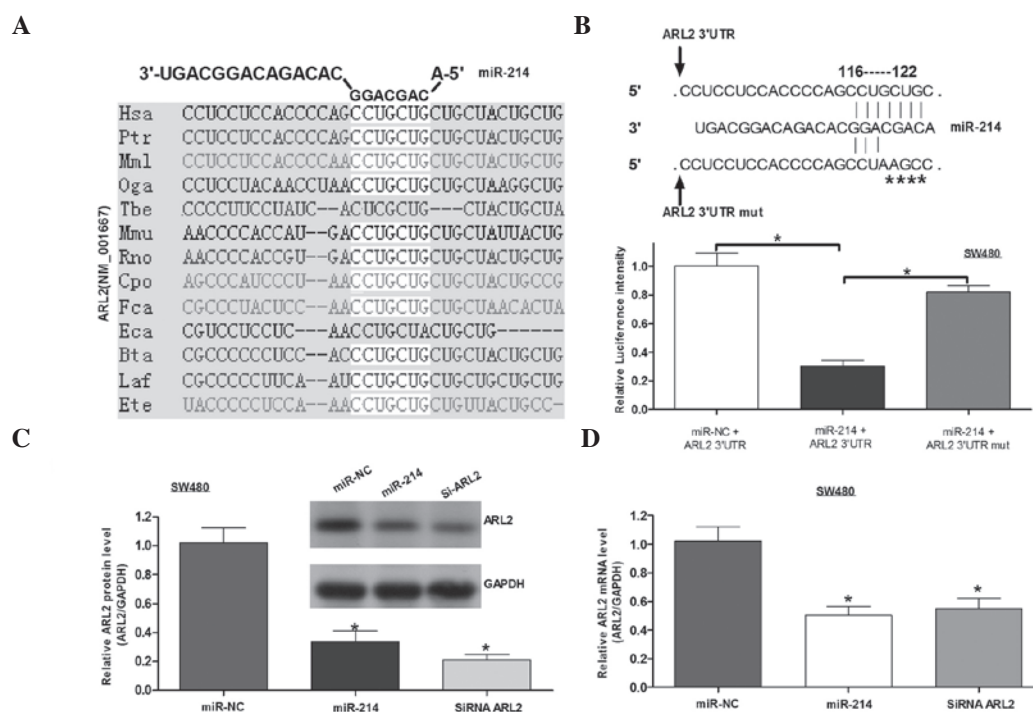 A
3'-UGACGGACAGACAC A-5' miR-214
GGACGAC
ARL2(NM_001667)
Hsa CCUCCUCCACCCCAGCCUGCUGCUGCUACUGCUG
Ptr CCUCCUCCACCCCAGCCUGCUGCUGCUACUGCUG
Mml CCUCCUCCACCCCAACCUGCUGCUGCUACUGCUG
Oga CCUCCUACAACCUAACCUGCUGCUGCUAAGGCUG
Tbe CCCCUUCCUAUC--ACUCGCUG---CUACUGCUA
Mmu AACCCCACCAU--GACCUGCUGCUGCUAUUACUG
Rno AACCCCACCGU--GACCUGCUGCUGCUACUGCUG
Cpo AGCCCAUCCCU--AACCUGCUGCUGCUACUGCCG
Fca CGCCCUACUCC--AACCUGCUGCUGCUAACACUA
Eca CGUCCUCCUC--AACCUGCUACUGCUG------
Bta CGCCCCCCUCC--ACCCUGCUGCUGCUACUGCUG
Laf CGCCCCCUUCA--AUCCUGCUGCUGCUGCUGCUG
Ete UACCCCCUCCA--AACCUGCUGCUGUUACUGCC-
B
ARL2 3'UTR
116-----122
5' .CCUCCUCCACCCCAGCCUGCUGC.
3' UGACGGACAGACACGGACGACA miR-214
5' .CCUCCUCCACCCCAGCCUAAGCC.
****
ARL2 3'UTR mut
SW480
Relative Luciference intensity
1.0
0.8
0.6
0.4
0.2
0.0
*
*
miR-NC + ARL2 3'UTR
miR-214 + ARL2 3'UTR
miR-214 + ARL2 3'UTR mut
C
SW480
Relative ARL2 protein level
(ARL2/GAPDH)
1.2
1.0
0.8
0.6
0.4
0.2
0.0
miR-NC miR-214 Si-ARL2
ARL2
GAPDH
*
*
miR-NC miR-214 SiRNA ARL2
D
SW480
Relative ARL2 mRNA level
(ARL2/GAPDH)
1.2
1.0
0.8
0.6
0.4
0.2
0.0
*
*
miR-NC miR-214 SiRNA ARL2